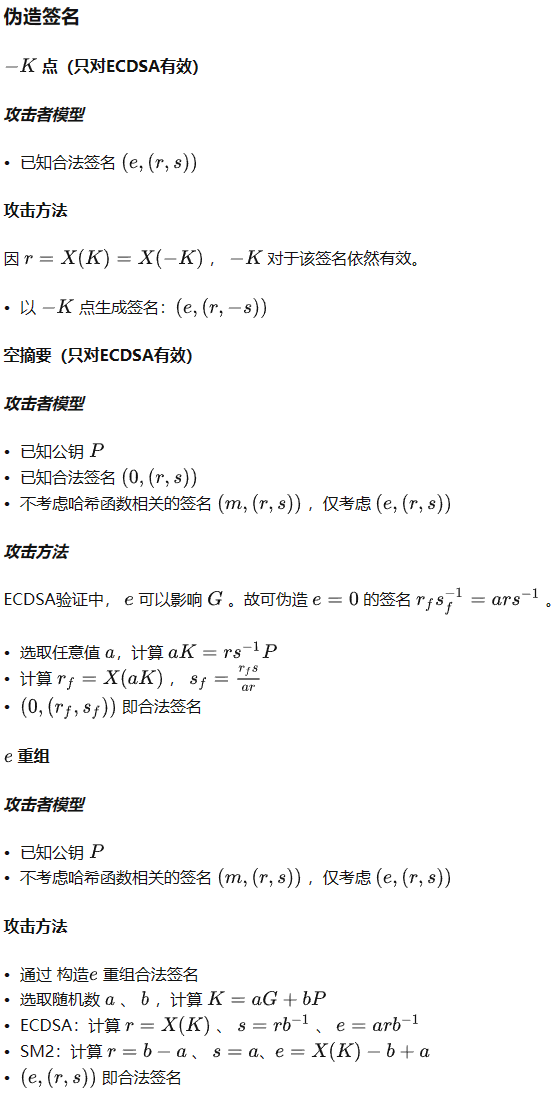 伪造签名
−K 点（只对ECDSA有效）
攻击者模型
• 已知合法签名 (e, (r, s))
攻击方法
因 r = X(K) = X(−K) ， −K 对于该签名依然有效。
• 以 −K 点生成签名：(e, (r, −s))
空摘要（只对ECDSA有效）
攻击者模型
• 已知公钥 P
• 已知合法签名 (0, (r, s))
• 不考虑哈希函数相关的签名 (m, (r, s)) ，仅考虑 (e, (r, s))
攻击方法
ECDSA验证中， e 可以影响 G 。故可伪造 e = 0 的签名 r_f s_f^{−1} = ars^{−1} 。
• 选取任意值 a，计算 aK = rs^{−1}P
• 计算 r_f = X(aK) ， s_f = \frac{r_f s}{ar}
• (0, (r_f, s_f)) 即合法签名
e 重组
攻击者模型
• 已知公钥 P
• 不考虑哈希函数相关的签名 (m, (r, s)) ，仅考虑 (e, (r, s))
攻击方法
• 通过 构造e 重组合法签名
• 选取随机数 a 、 b ，计算 K = aG + bP
• ECDSA：计算 r = X(K) 、 s = rb^{−1} 、 e = arb^{−1}
• SM2：计算 r = b − a 、 s = a、e = X(K) − b + a
• (e, (r, s)) 即合法签名